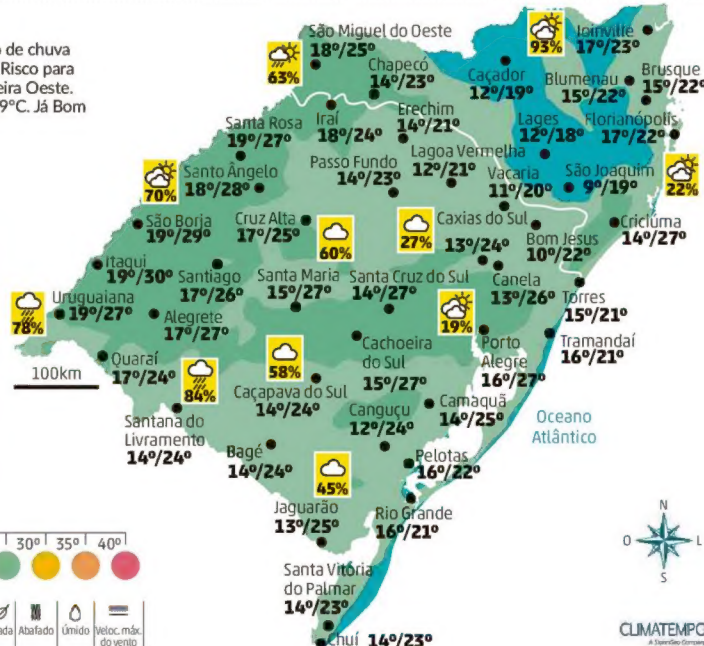 o de chuva
Risco para
eira Oeste.
9°C. Já Bom
São Miguel do Oeste
18°/25°
63%
Chapecó
14°/23°
93%
Joinville
17°/23°
Caçador
12°/19°
Blumenau
15°/22°
Brusque
15°/22°
Iraí
18°/24°
Erechim
14°/21°
Lages
12°/18°
Florianópolis
17°/22°
Santa Rosa
19°/27°
Passo Fundo
14°/23°
Lagoa Vermelha
12°/21°
Vacaria
11°/20°
São Joaquim
9°/19°
22%
70%
Santo Ângelo
18°/28°
São Borja
19°/29°
Cruz Alta
17°/25°
60%
27%
Caxias do Sul
13°/24°
Bom Jesus
10°/22°
Criciúma
14°/27°
Itaqui
19°/30°
Santiago
17°/26°
Santa Maria
15°/27°
Santa Cruz do Sul
14°/27°
Canela
13°/26°
Torres
15°/21°
78%
Uruguaiana
19°/27°
Alegrete
17°/27°
19%
Porto
Alegre
16°/27°
Tramandaí
16°/21°
Quaraí
17°/24°
100km
84%
58%
Cachoeira
do Sul
15°/27°
Caçapava do Sul
14°/24°
Camaquã
14°/25°
Santana do
Livramento
14°/24°
Canguçu
12°/24°
Oceano
Atlântico
Bagé
14°/24°
45%
Pelotas
16°/22°
Jaguarão
13°/25°
Rio Grande
16°/21°
30° 35° 40°
Santa Vitória
do Palmar
14°/23°
N
O L
S
ada Abafado Úmido Veloc. máx.
do vento
Chuí 14°/23°
CLIMATEMPO